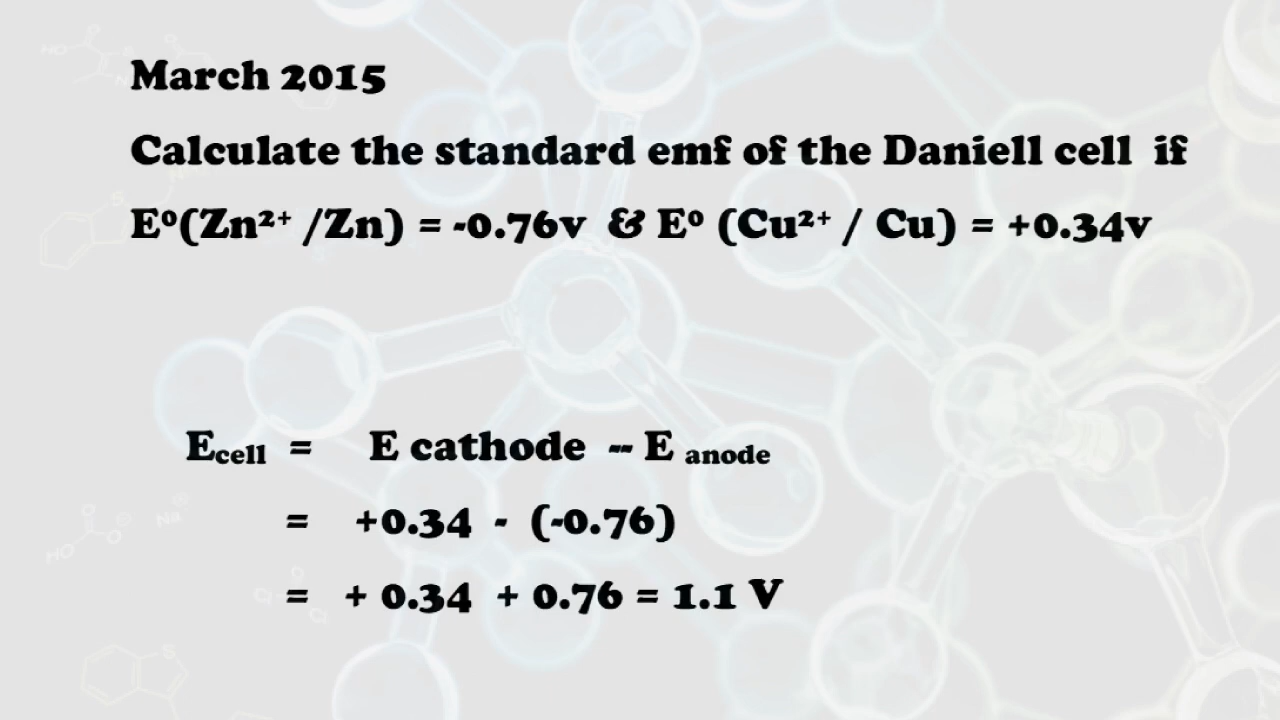 March 2015
Calculate the standard emf of the Daniell cell if
E⁰(Zn²⁺ /Zn) = -0.76v & E⁰ (Cu²⁺ / Cu) = +0.34v
Ecell = E cathode -- E anode
= +0.34 - (-0.76)
= + 0.34 + 0.76 = 1.1 V